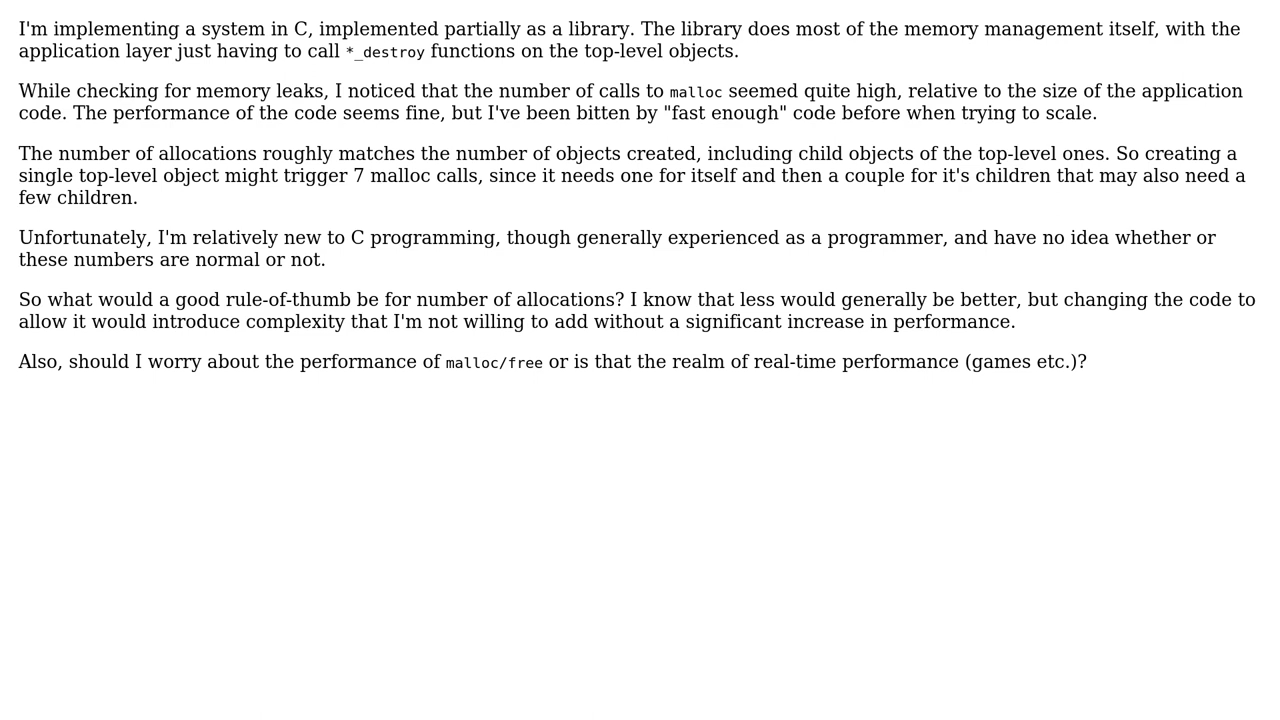 I'm implementing a system in C, implemented partially as a library. The library does most of the memory management itself, with the
application layer just having to call *_destroy functions on the top-level objects.
While checking for memory leaks, I noticed that the number of calls to malloc seemed quite high, relative to the size of the application
code. The performance of the code seems fine, but I've been bitten by "fast enough" code before when trying to scale.
The number of allocations roughly matches the number of objects created, including child objects of the top-level ones. So creating a
single top-level object might trigger 7 malloc calls, since it needs one for itself and then a couple for it's children that may also need a
few children.
Unfortunately, I'm relatively new to C programming, though generally experienced as a programmer, and have no idea whether or
these numbers are normal or not.
So what would a good rule-of-thumb be for number of allocations? I know that less would generally be better, but changing the code to
allow it would introduce complexity that I'm not willing to add without a significant increase in performance.
Also, should I worry about the performance of malloc/free or is that the realm of real-time performance (games etc.)?